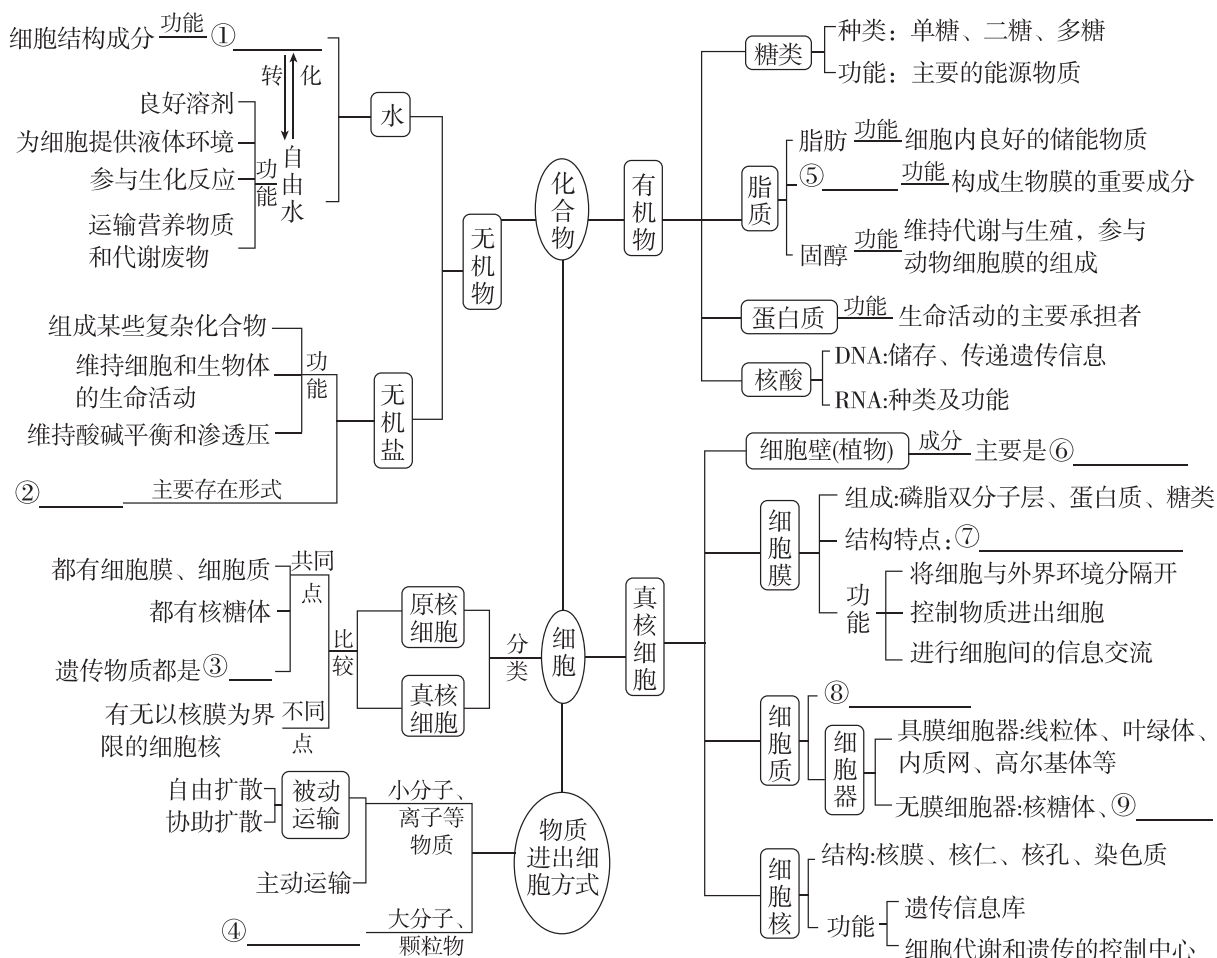 细胞结构成分 功能 ①
转 化
良好溶剂
为细胞提供液体环境
参与生化反应
运输营养物质
和代谢废物
功能
自由水
水
无机物
组成某些复杂化合物
维持细胞和生物体
的生命活动
维持酸碱平衡和渗透压
功能
②
主要存在形式
无机盐
化合物
有机物
糖类
种类：单糖、二糖、多糖
功能：主要的能源物质
脂质
脂肪 功能 细胞内良好的储能物质
⑤ 功能 构成生物膜的重要成分
固醇 功能 维持代谢与生殖，参与
动物细胞膜的组成
蛋白质 功能 生命活动的主要承担者
核酸
DNA:储存、传递遗传信息
RNA:种类及功能
都有细胞膜、细胞质
都有核糖体
遗传物质都是③
共同
点
有无以核膜为界
限的细胞核
不同
点
比较
原核
细胞
真核
细胞
分类
细胞
真核细胞
细胞壁(植物) 成分 主要是⑥
细胞膜
组成:磷脂双分子层、蛋白质、糖类
结构特点:⑦
功能
将细胞与外界环境分隔开
控制物质进出细胞
进行细胞间的信息交流
细胞质
⑧
细胞器
具膜细胞器:线粒体、叶绿体、
内质网、高尔基体等
无膜细胞器:核糖体、⑨
细胞核
结构:核膜、核仁、核孔、染色质
功能
遗传信息库
细胞代谢和遗传的控制中心
自由扩散
协助扩散
被动
运输
主动运输
小分子、
离子等
物质
④
大分子、
颗粒物
物质
进出细
胞方式